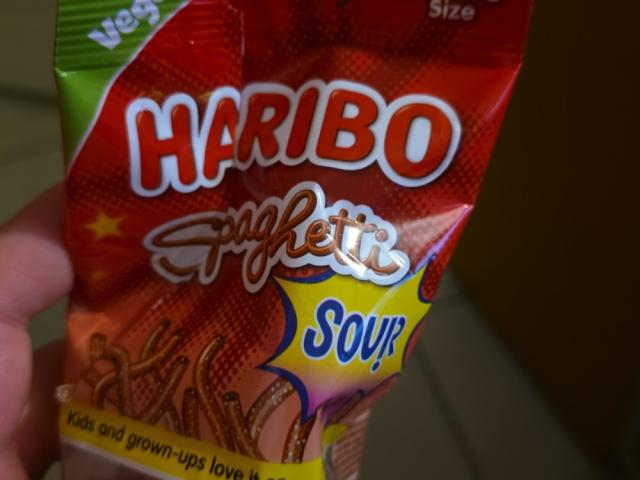 Size
HARIBO
Spaghetti
SOUR
Kids and grown-ups love it